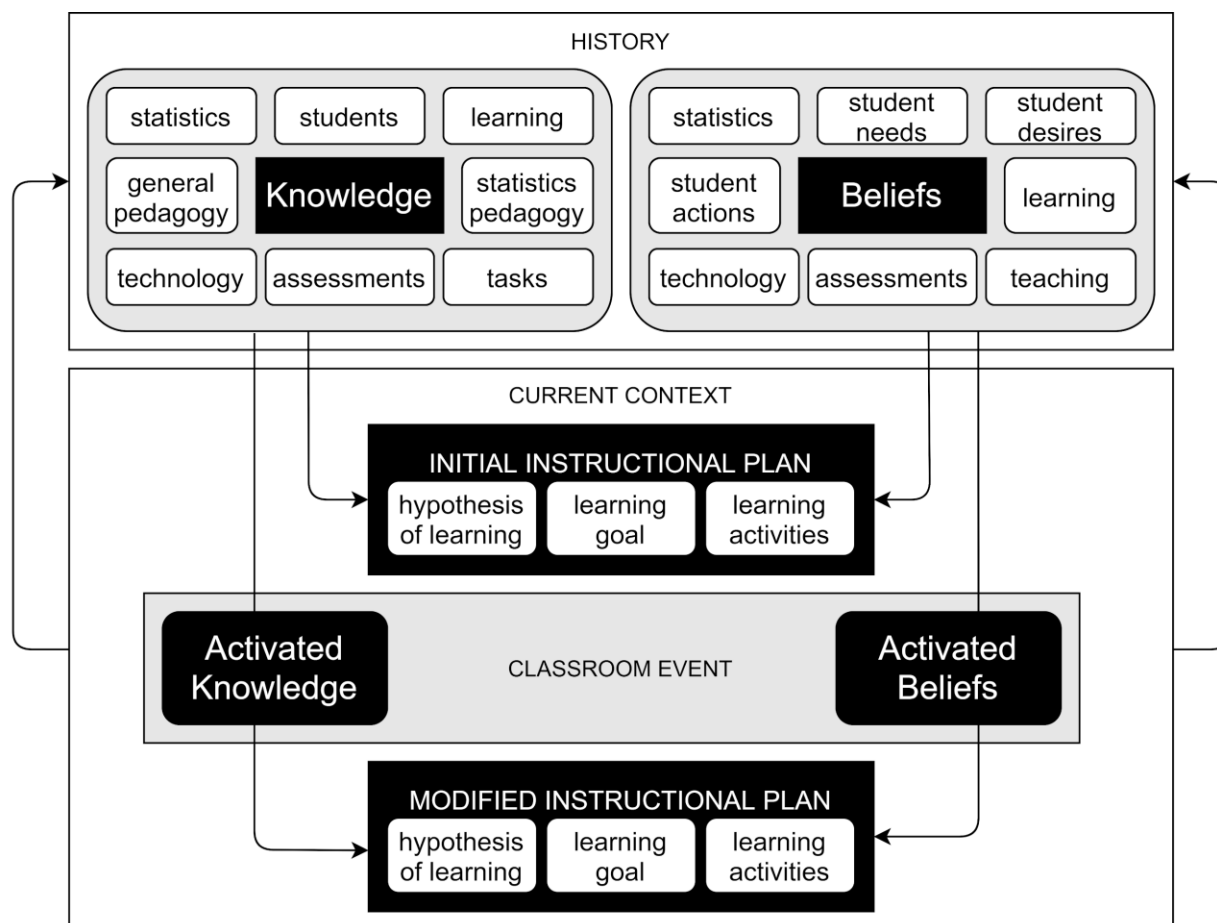 HISTORY
statistics
students
learning
general
pedagogy
Knowledge
statistics
pedagogy
technology
assessments
tasks
statistics
student
needs
student
desires
student
actions
Beliefs
learning
technology
assessments
teaching
CURRENT CONTEXT
INITIAL INSTRUCTIONAL PLAN
hypothesis
of learning
learning
goal
learning
activities
Activated
Knowledge
CLASSROOM EVENT
Activated
Beliefs
MODIFIED INSTRUCTIONAL PLAN
hypothesis
of learning
learning
goal
learning
activities